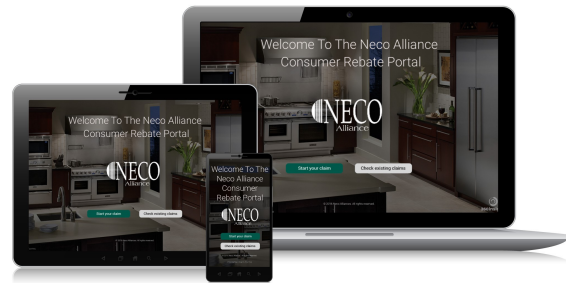 Welcome To The Neco Alliance
Consumer Rebate Portal
NECO
Alliance
Start your claim
Check existing claims
Welcome To The Neco Alliance
Consumer Rebate Portal
NECO
Alliance
Start your claim
Check existing claims
Welcome To The
Neco Alliance
Consumer
Rebate Portal
NECO
Alliance
Start your claim
Check existing claims